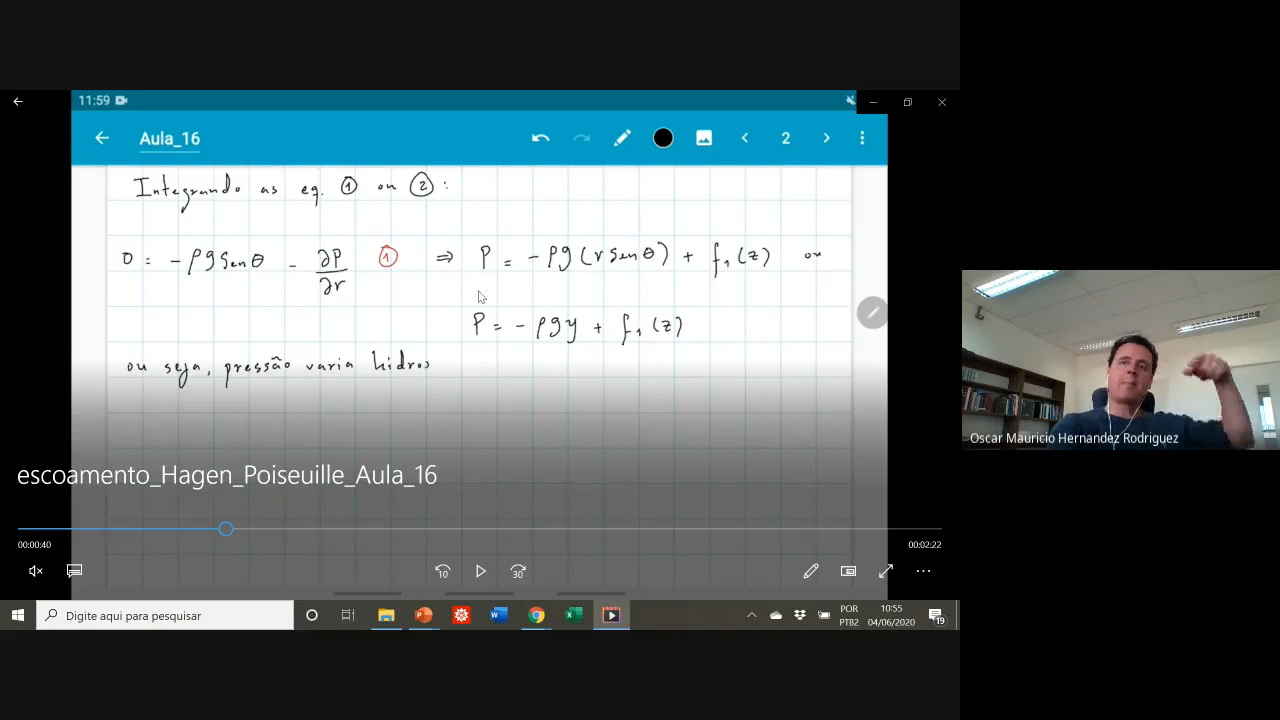 11:59
Aula_16
2
Integrando as eq. ① ou ②:
0 = -ρg sen θ - ∂P/∂r ① ⇒ P = -ρg(r sen θ) + f₁(z) ou
P = -ρgy + f₁(z)
ou seja, pressão varia hidros
Oscar Mauricio Hernandez Rodriguez
escoamento_Hagen_Poiseuille_Aula_16
00:00:40
00:02:22
10
30
Digite aqui para pesquisar
POR
PTB2
10:55
04/06/2020
19